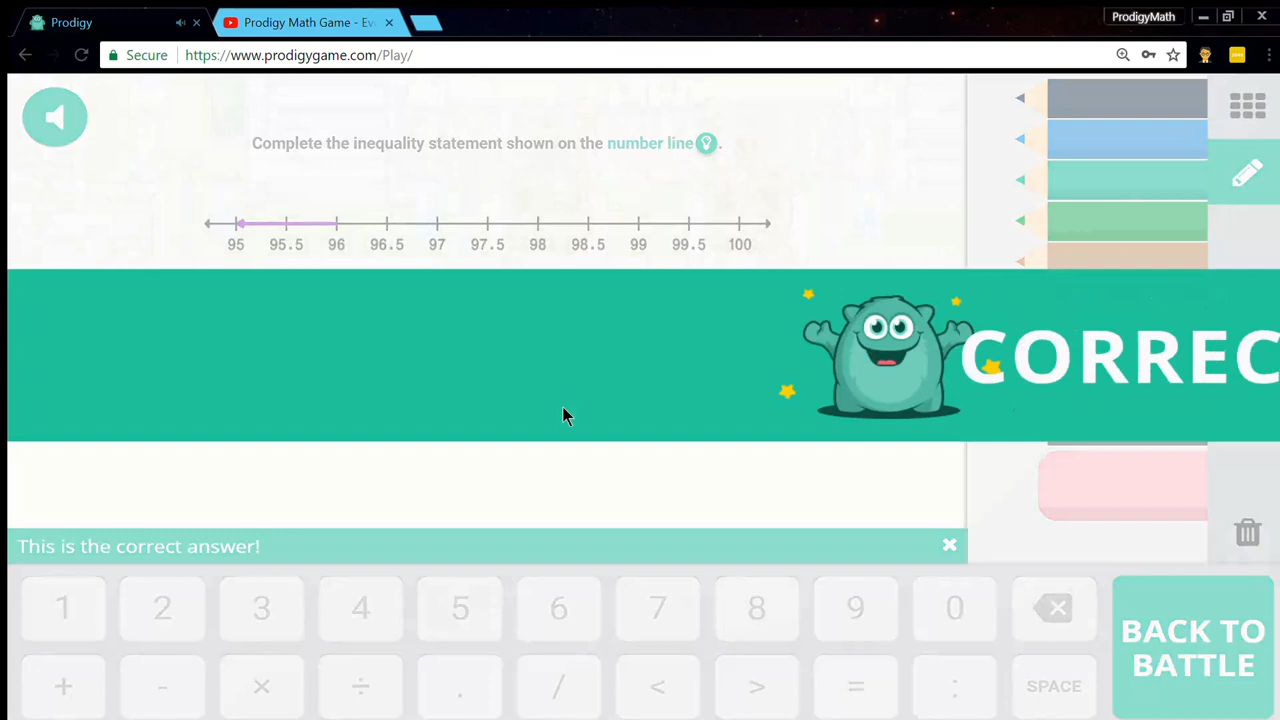 Prodigy
Prodigy Math Game - Ev
ProdigyMath
Secure
https://www.prodigygame.com/Play/
Complete the inequality statement shown on the number line.
95 95.5 96 96.5 97 97.5 98 98.5 99 99.5 100
CORREC
This is the correct answer!
1 2 3 4 5 6 7 8 9 0
+ - × ÷ . / < > = : SPACE
BACK TO
BATTLE